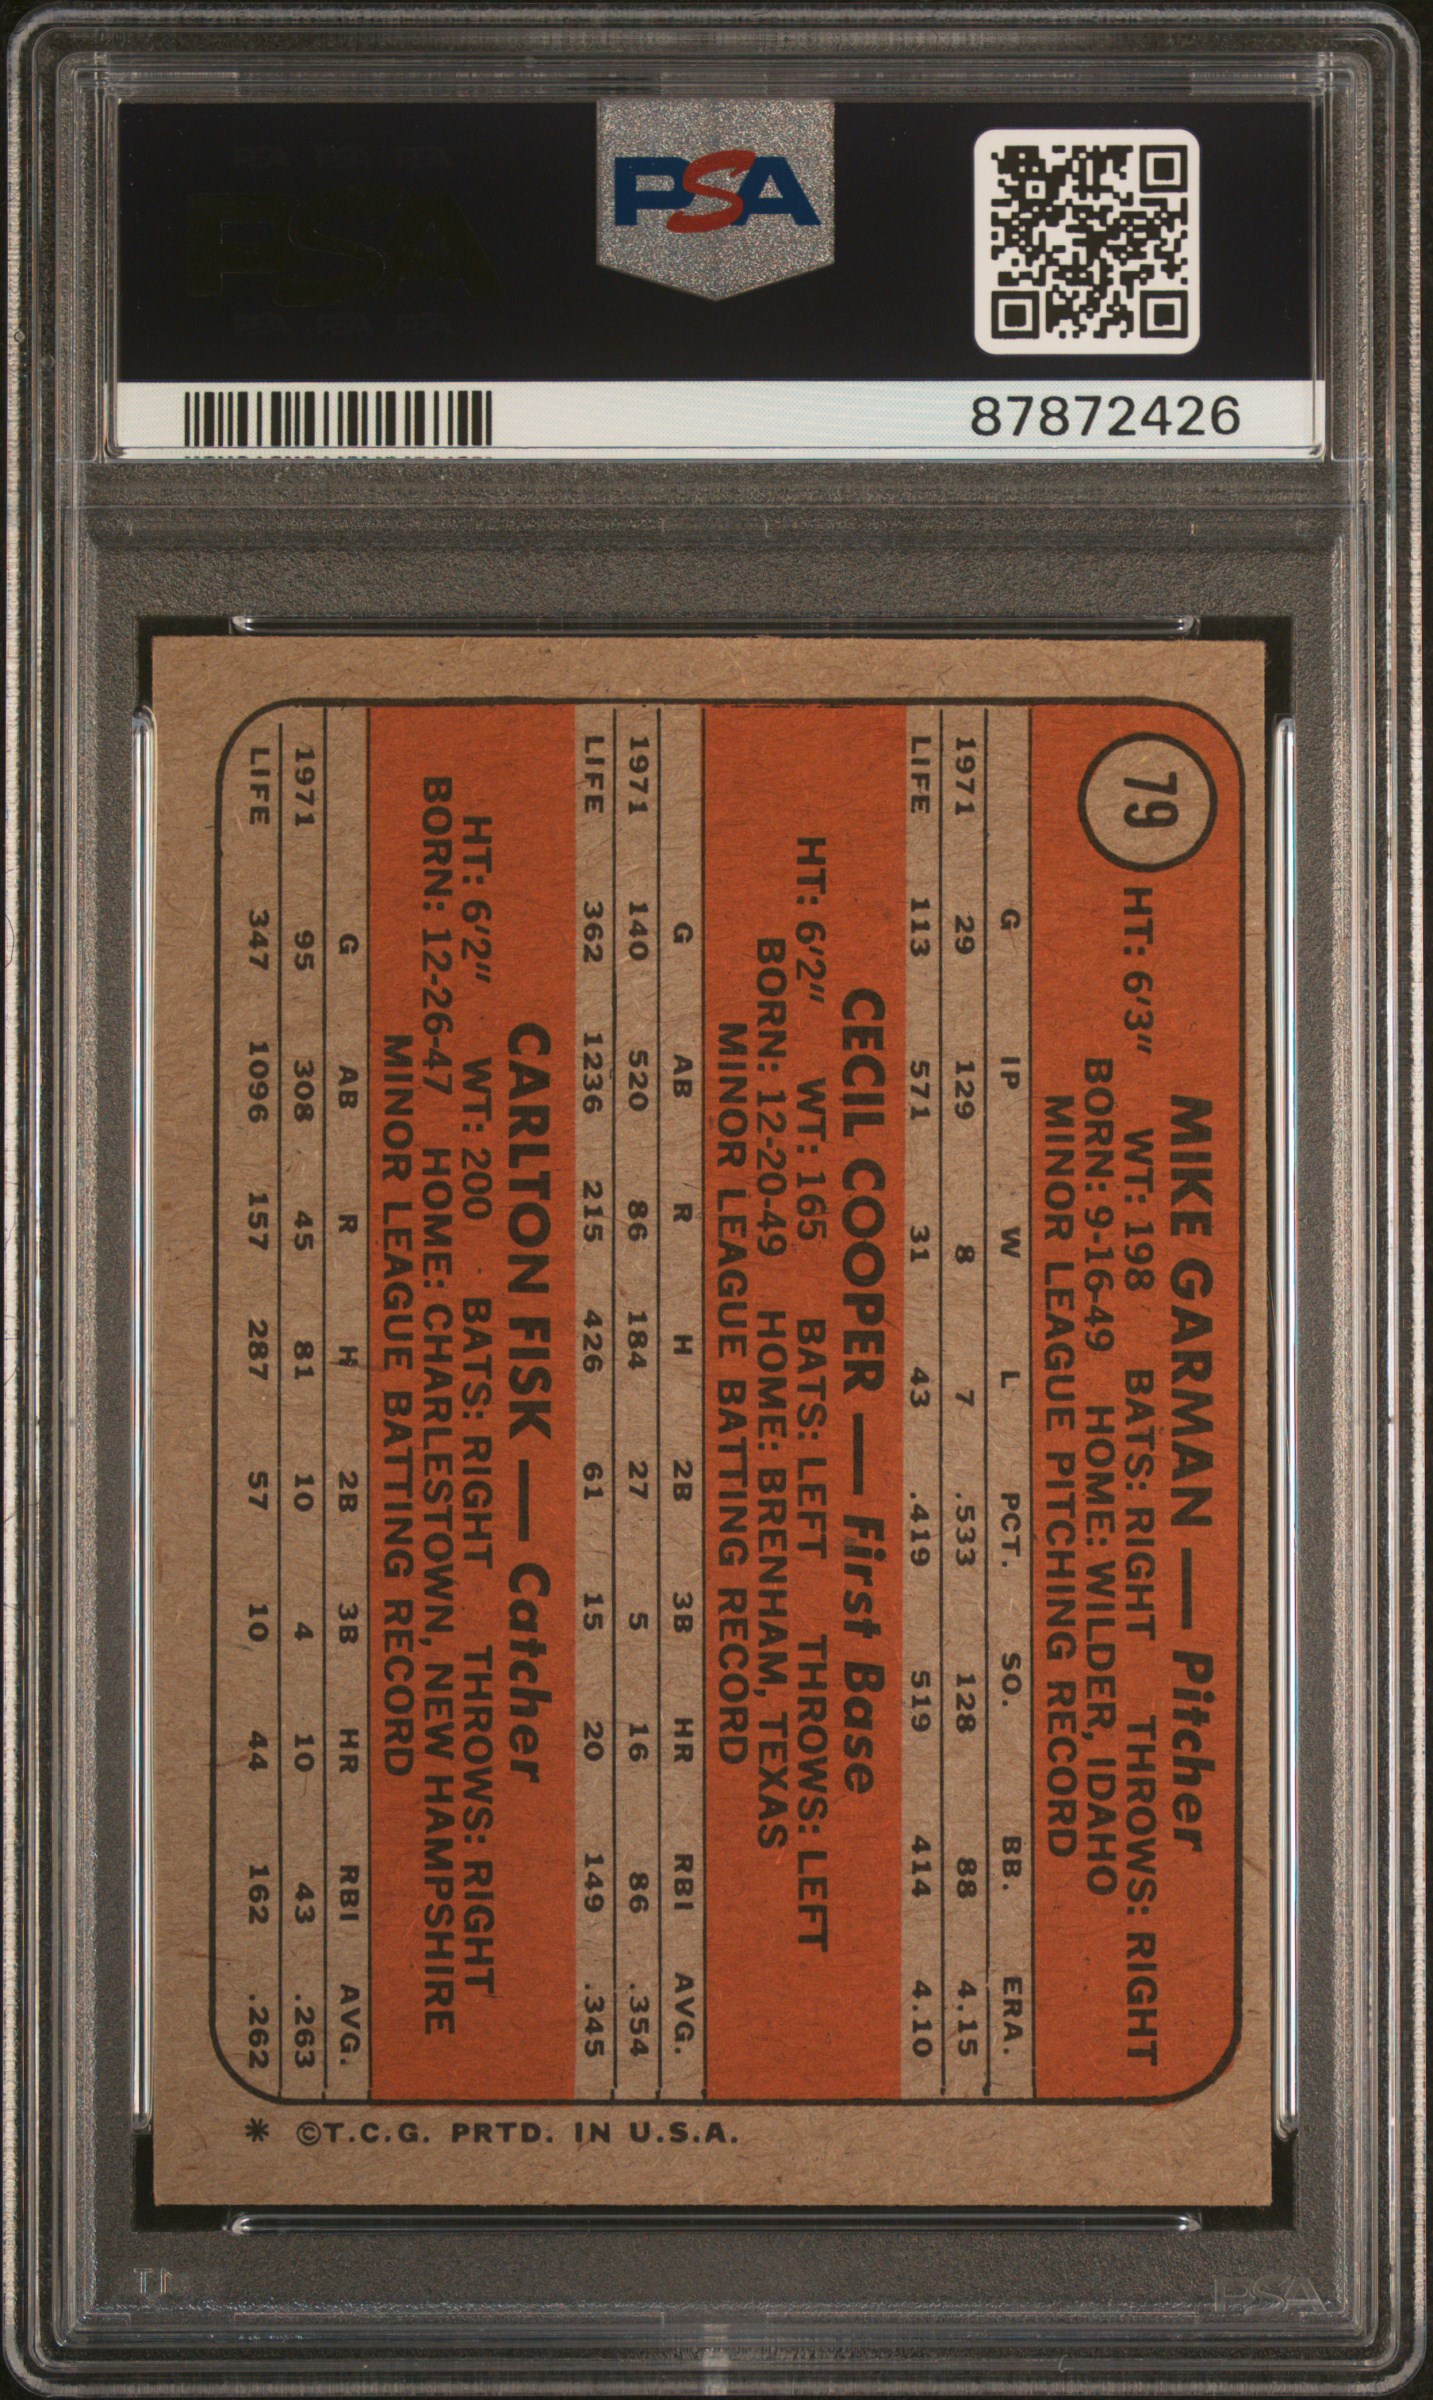 PSA
87872426
79
MIKE GARMAN — Pitcher
HT: 6'3" WT: 198 BATS: RIGHT THROWS: RIGHT
BORN: 9-16-49 HOME: WILDER, IDAHO
MINOR LEAGUE PITCHING RECORD
G IP W L PCT. SO. BB. ERA.
1971 29 129 8 7 .533 128 88 4.15
LIFE 113 571 31 43 .419 519 414 4.10
CECIL COOPER — First Base
HT: 6'2" WT: 165 BATS: LEFT THROWS: LEFT
BORN: 12-20-49 HOME: BRENHAM, TEXAS
MINOR LEAGUE BATTING RECORD
G AB R H 2B 3B HR RBI AVG.
1971 140 520 86 184 27 5 16 86 .354
LIFE 362 1236 215 426 61 15 20 149 .345
CARLTON FISK — Catcher
HT: 6'2" WT: 200 BATS: RIGHT THROWS: RIGHT
BORN: 12-26-47 HOME: CHARLESTOWN, NEW HAMPSHIRE
MINOR LEAGUE BATTING RECORD
G AB R H 2B 3B HR RBI AVG.
1971 95 308 45 81 10 4 10 43 .263
LIFE 347 1096 157 287 57 10 44 162 .262
* ©T.C.G. PRTD. IN U.S.A.
PSA